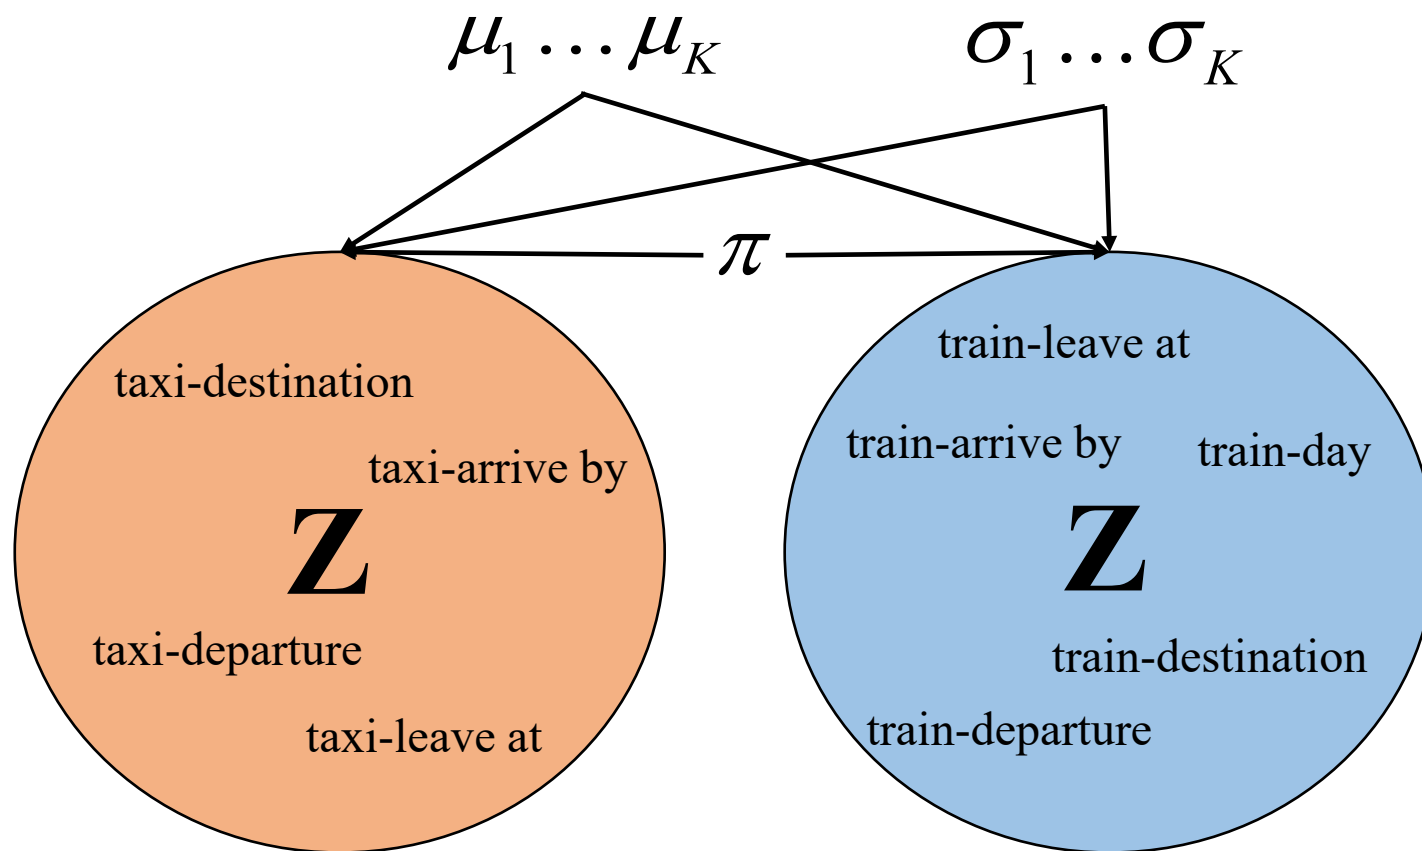 μ1 … μK
σ1 … σK
π
taxi-destination
taxi-arrive by
Z
taxi-departure
taxi-leave at
train-leave at
train-arrive by
train-day
Z
train-destination
train-departure